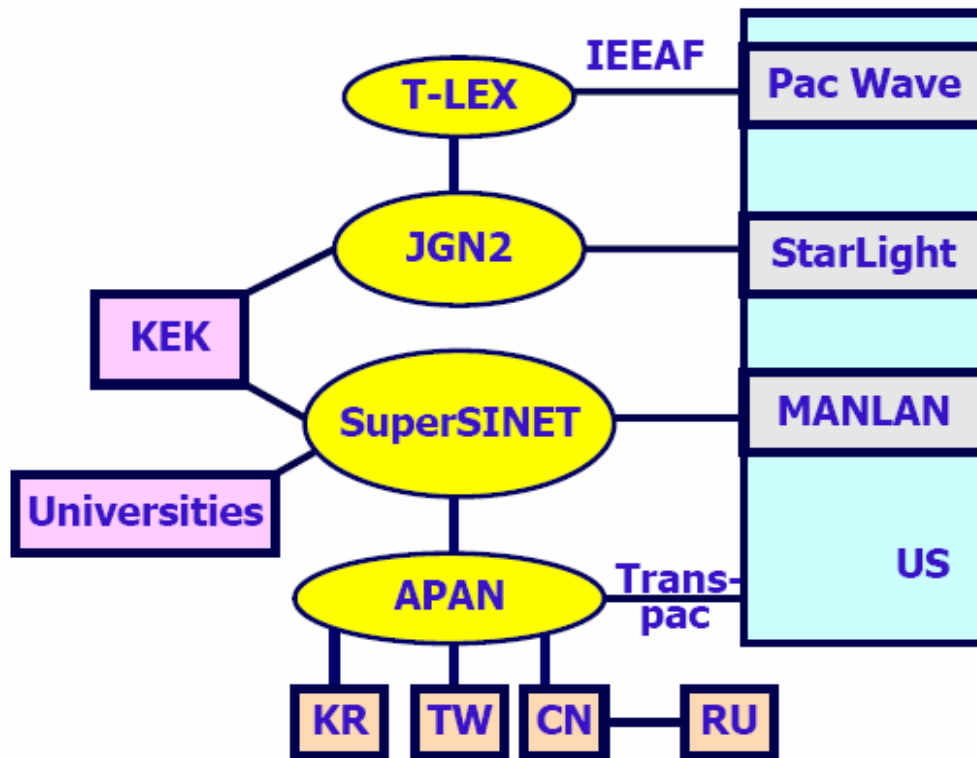 IEEAF
T-LEX
Pac Wave
JGN2
StarLight
KEK
SuperSINET
MANLAN
Universities
US
APAN
Trans-
pac
KR
TW
CN
RU